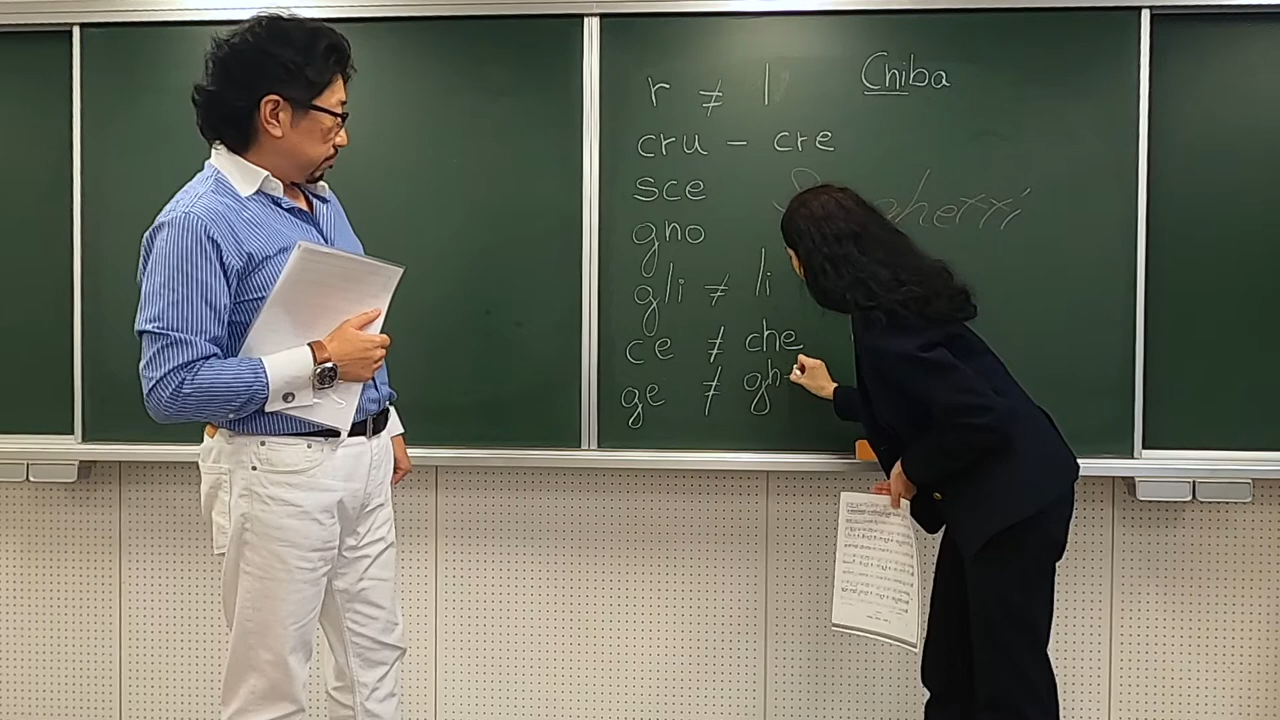 r ≠ l
Chiba
cru - cre
sce
gno
gli ≠ li
ce ≠ che
ge ≠ gh